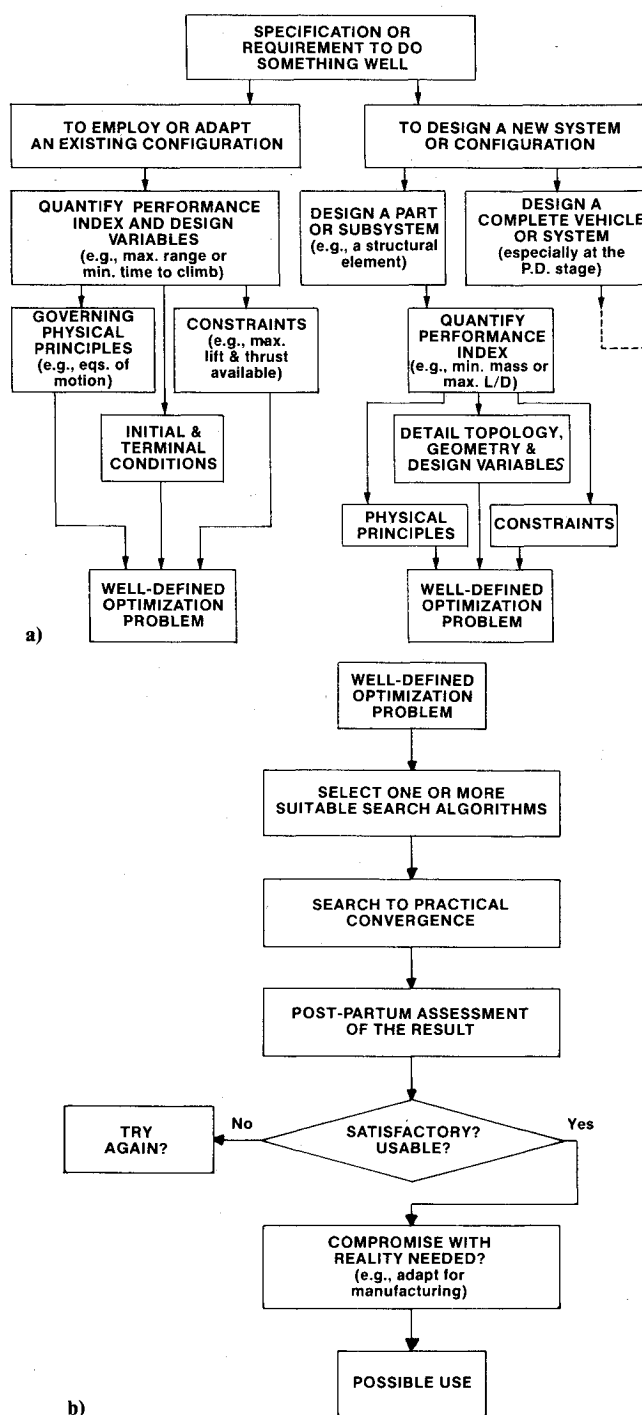 SPECIFICATION OR
REQUIREMENT TO DO
SOMETHING WELL
TO EMPLOY OR ADAPT
AN EXISTING CONFIGURATION
TO DESIGN A NEW SYSTEM
OR CONFIGURATION
QUANTIFY PERFORMANCE
INDEX AND DESIGN
VARIABLES
(e.g., max. range or
min. time to climb)
DESIGN A PART
OR SUBSYSTEM
(e.g., a structural
element)
DESIGN A
COMPLETE VEHICLE
OR SYSTEM
(especially at the
P.D. stage)
GOVERNING
PHYSICAL
PRINCIPLES
(e.g., eqs. of
motion)
CONSTRAINTS
(e.g., max.
lift & thrust
available)
QUANTIFY
PERFORMANCE
INDEX
(e.g., min. mass or
max. L/D)
INITIAL &
TERMINAL
CONDITIONS
DETAIL TOPOLOGY,
GEOMETRY &
DESIGN VARIABLES
PHYSICAL
PRINCIPLES
CONSTRAINTS
WELL-DEFINED
OPTIMIZATION
PROBLEM
WELL-DEFINED
OPTIMIZATION
PROBLEM
a)
WELL-DEFINED
OPTIMIZATION
PROBLEM
SELECT ONE OR MORE
SUITABLE SEARCH ALGORITHMS
SEARCH TO PRACTICAL
CONVERGENCE
POST-PARTUM ASSESSMENT
OF THE RESULT
TRY
AGAIN?
No
SATISFACTORY?
USABLE?
Yes
COMPROMISE WITH
REALITY NEEDED?
(e.g., adapt for
manufacturing)
POSSIBLE USE
b)